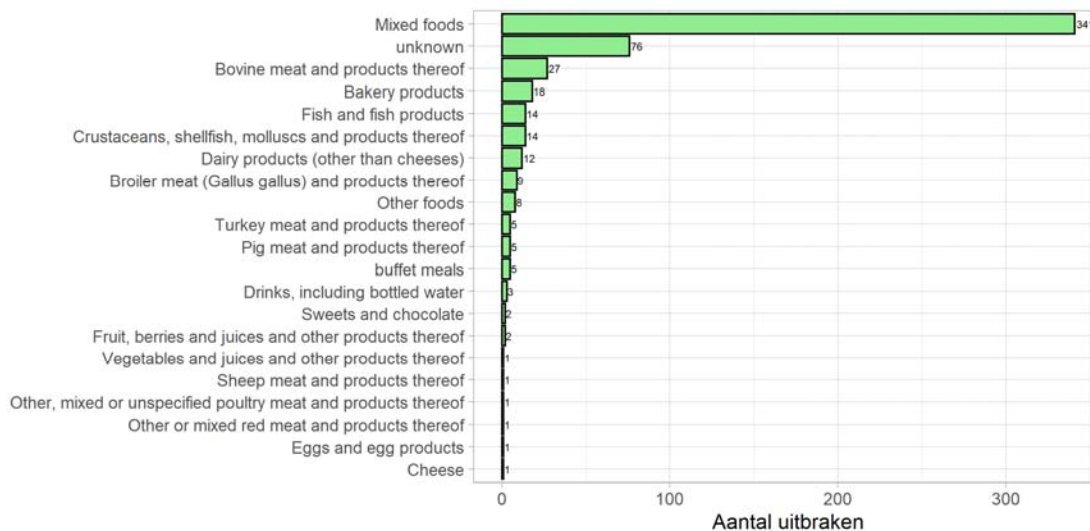 Mixed foods 341
unknown 76
Bovine meat and products thereof 27
Bakery products 18
Fish and fish products 14
Crustaceans, shellfish, molluscs and products thereof 14
Dairy products (other than cheeses) 12
Broiler meat (Gallus gallus) and products thereof 9
Other foods 8
Turkey meat and products thereof 5
Pig meat and products thereof 5
buffet meals 5
Drinks, including bottled water 3
Sweets and chocolate 2
Fruit, berries and juices and other products thereof 2
Vegetables and juices and other products thereof 1
Sheep meat and products thereof 1
Other, mixed or unspecified poultry meat and products thereof 1
Other or mixed red meat and products thereof 1
Eggs and egg products 1
Cheese 1
0 100 200 300
Aantal uitbraken